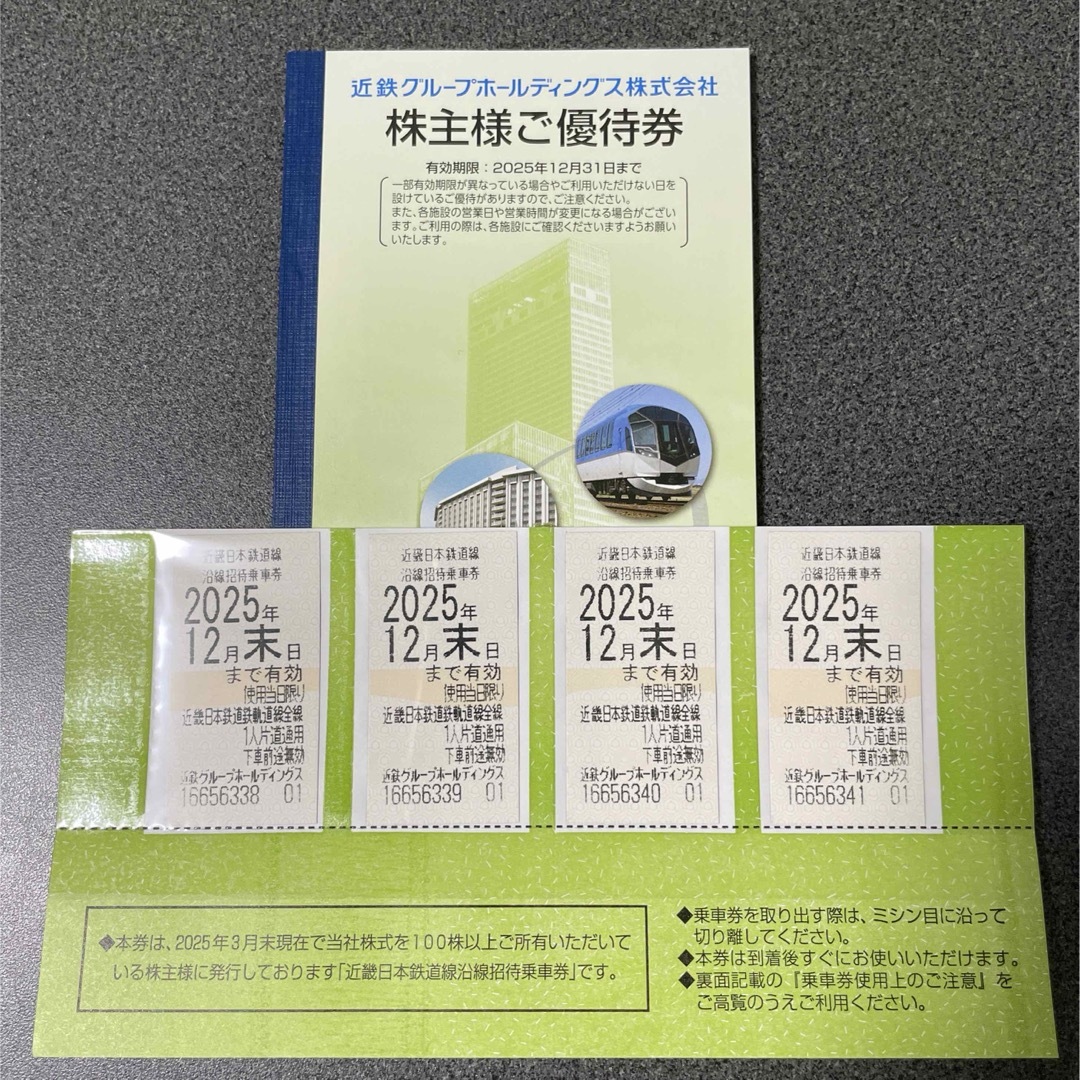 近鉄グループホールディングス株式会社
株主様ご優待券
有効期限：2025年12月31日まで
一部有効期限が異なっている場合やご利用いただけない日を
設けているご優待がありますので、ご注意ください。
また、各施設の営業日や営業時間が変更になる場合がござい
ます。ご利用の際は、各施設にご確認くださいますようお願い
いたします。
近畿日本鉄道線
沿線招待乗車券
2025年
12月末日
まで有効
使用当日限り
近畿日本鉄道鉄軌道線全線
1人片道通用
下車前途無効
近鉄グループホールディングス
16656338 01
近畿日本鉄道線
沿線招待乗車券
2025年
12月末日
まで有効
使用当日限り
近畿日本鉄道鉄軌道線全線
1人片道通用
下車前途無効
近鉄グループホールディングス
16656339 01
近畿日本鉄道線
沿線招待乗車券
2025年
12月末日
まで有効
使用当日限り
近畿日本鉄道鉄軌道線全線
1人片道通用
下車前途無効
近鉄グループホールディングス
16656340 01
近畿日本鉄道線
沿線招待乗車券
2025年
12月末日
まで有効
使用当日限り
近畿日本鉄道鉄軌道線全線
1人片道通用
下車前途無効
近鉄グループホールディングス
16656341 01
◆本券は、2025年3月末現在で当社株式を100株以上ご所有いただいて
いる株主様に発行しております「近畿日本鉄道線沿線招待乗車券」です。
◆乗車券を取り出す際は、ミシン目に沿って
切り離してください。
◆本券は到着後すぐにお使いいただけます。
◆裏面記載の『乗車券使用上のご注意』を
ご高覧のうえご利用ください。